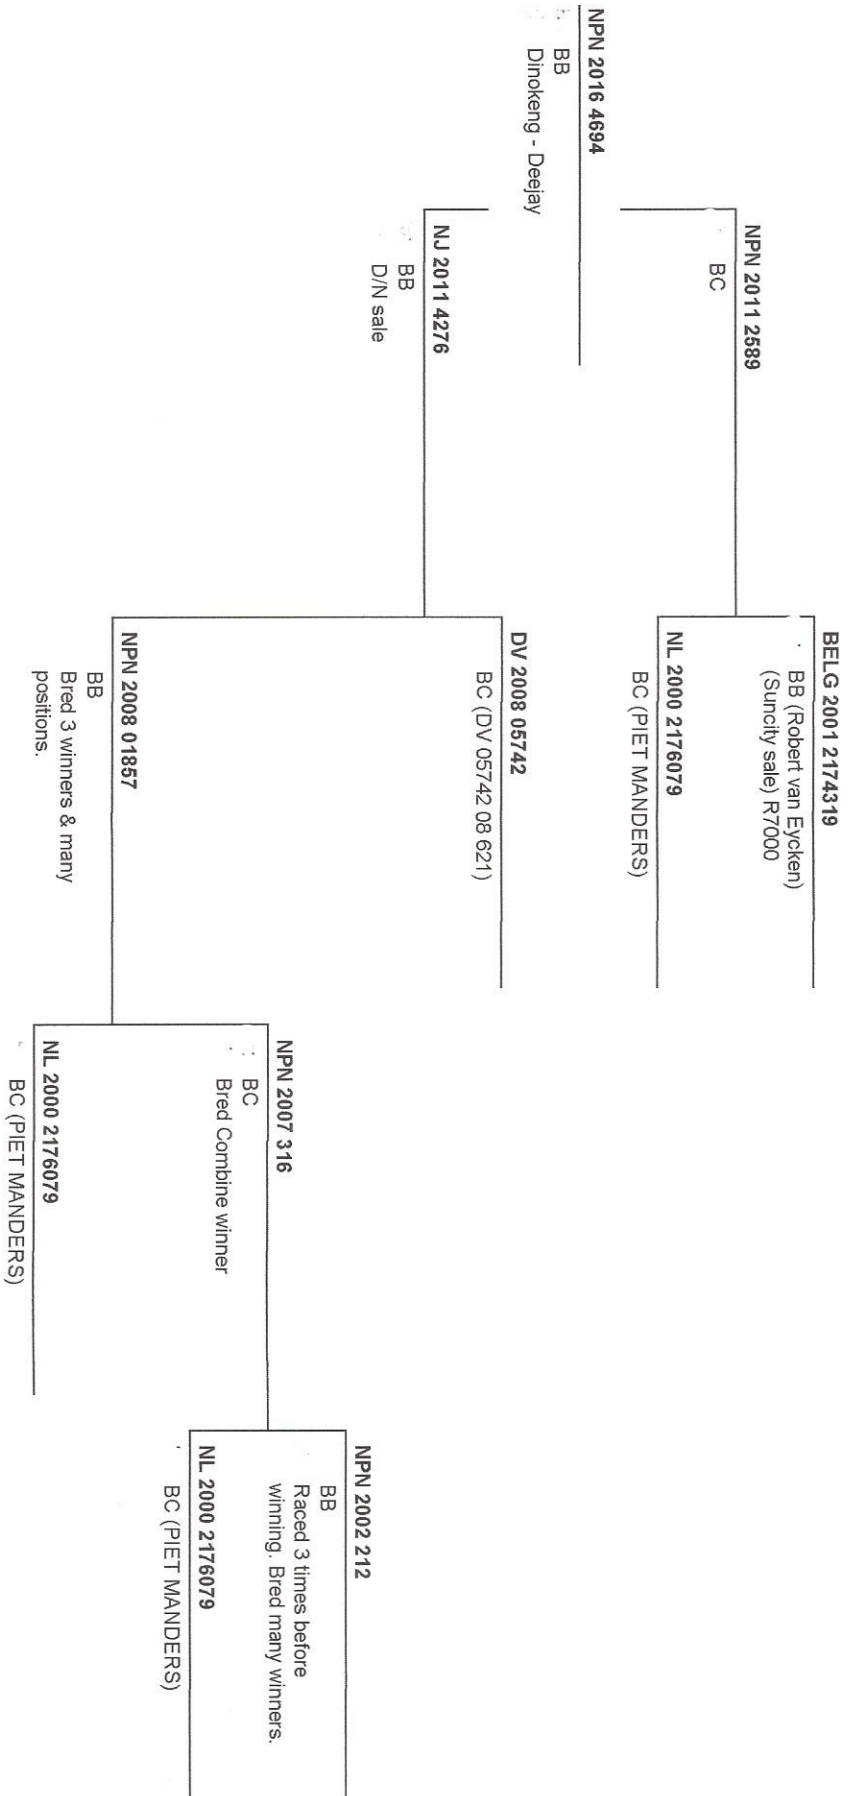 NPN 2016 4694
BB
Dinokeng - Deejay
NPN 2011 2589
BC
NJ 2011 4276
BB
D/N sale
BELG 2001 2174319
BB (Robert van Eycken)
(Suncity sale) R7000
NL 2000 2176079
BC (PIET MANDERS)
DV 2008 05742
BC (DV 05742 08 621)
NPN 2008 01857
BB
Bred 3 winners & many
positions.
NPN 2007 316
BC
Bred Combine winner
NL 2000 2176079
BC (PIET MANDERS)
NPN 2002 212
BB
Raced 3 times before
winning. Bred many winners.
NL 2000 2176079
BC (PIET MANDERS)